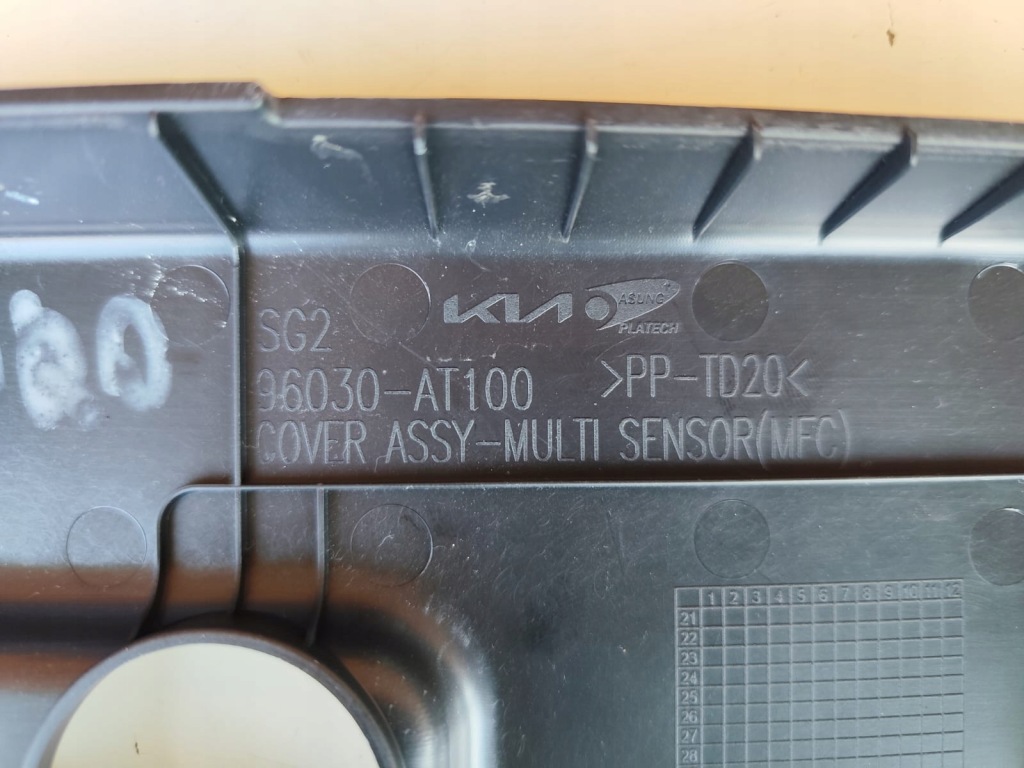 KIA ASUNG PLATECH
SG2
96030-AT100 >PP-TD20<
COVER ASSY-MULTI SENSOR(MFC)
1 2 3 4 5 6 7 8 9 10 11 12
21
22
23
24
25
26
27
28